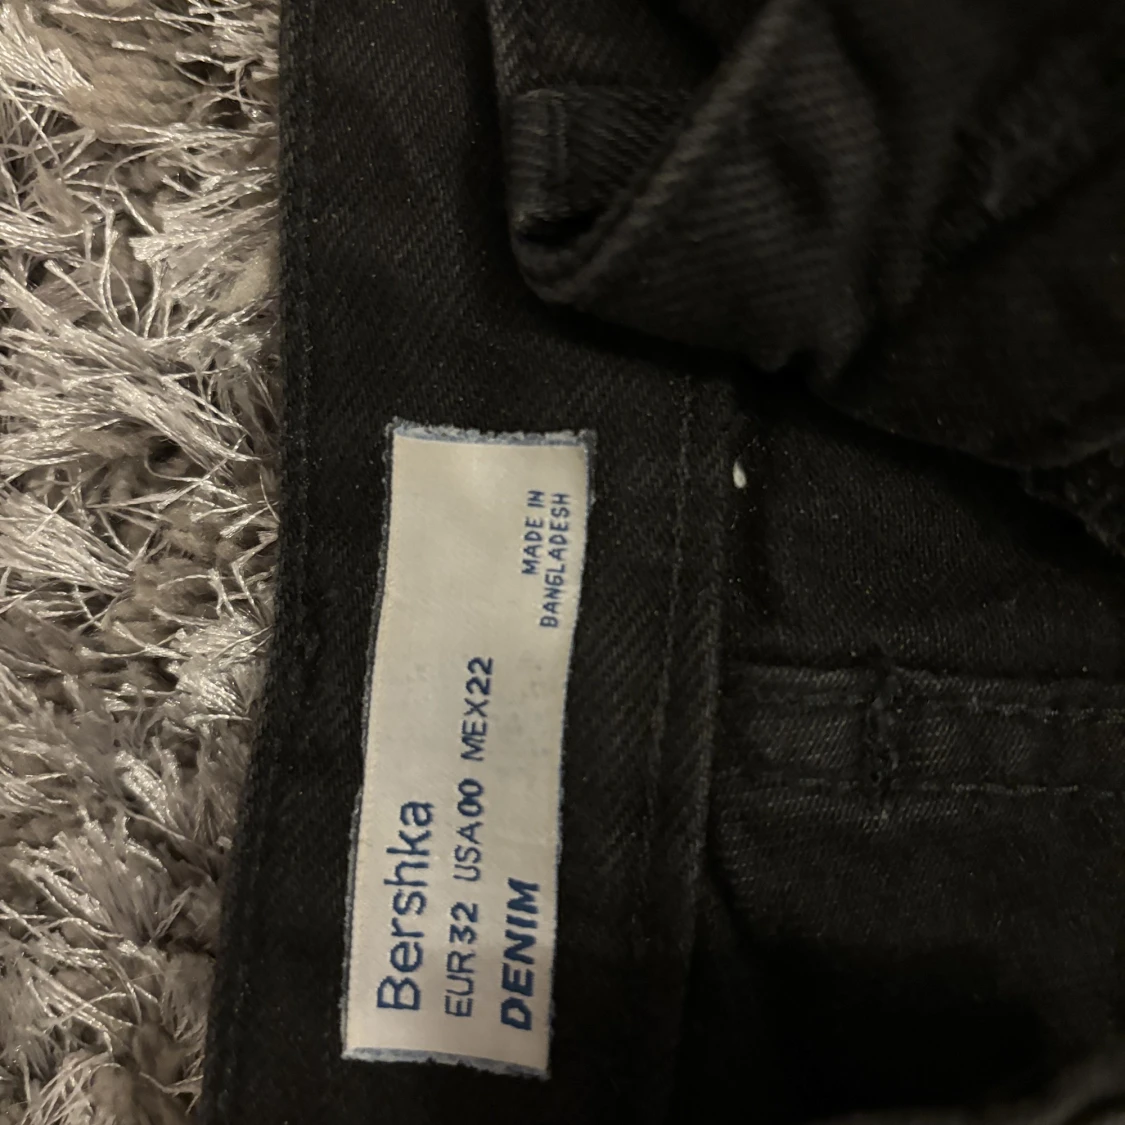 Bershka
EUR 32 USA 00 MEX 22
DENIM
MADE IN
BANGLADESH